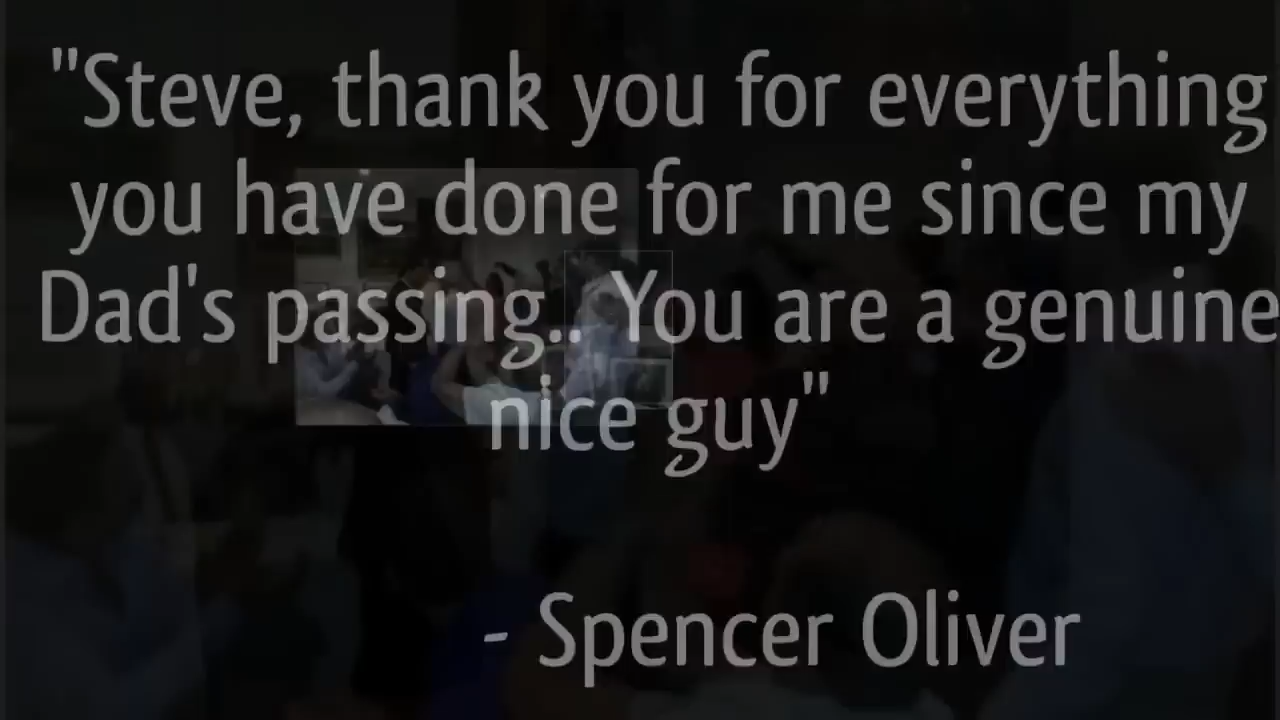 "Steve, thank you for everything
you have done for me since my
Dad's passing.. You are a genuine
nice guy"
- Spencer Oliver